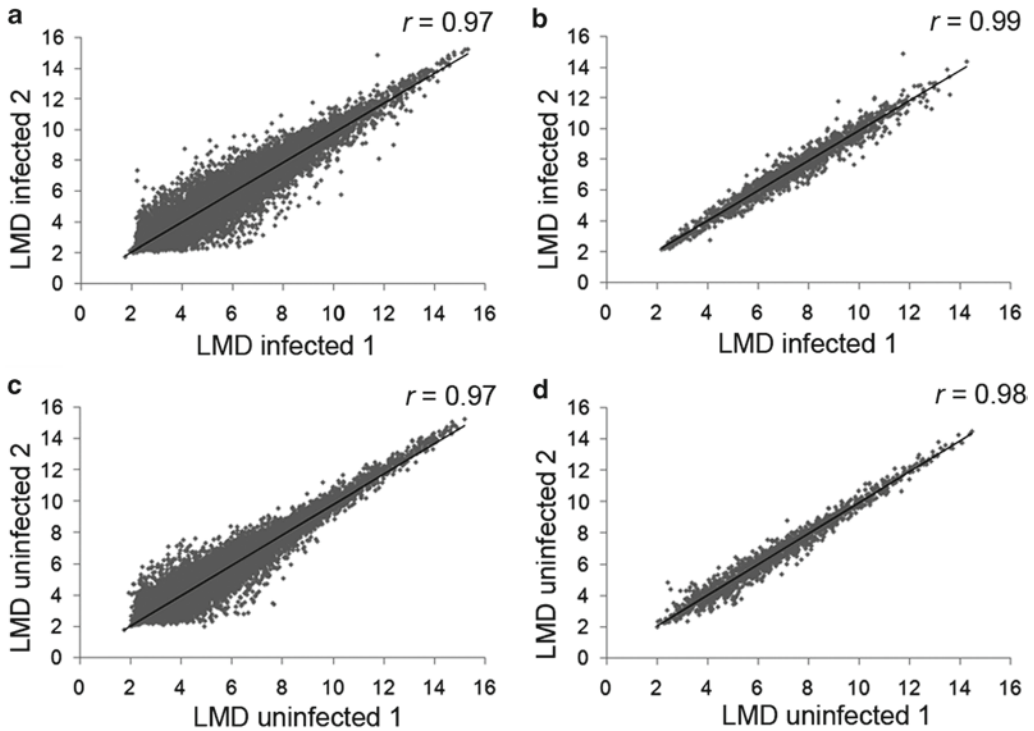 a
r = 0.97
16
14
12
10
8
6
4
2
0
LMD infected 2
0 2 4 6 8 10 12 14 16
LMD infected 1
b
r = 0.99
16
14
12
10
8
6
4
2
0
LMD infected 2
0 2 4 6 8 10 12 14 16
LMD infected 1
c
r = 0.97
16
14
12
10
8
6
4
2
0
LMD uninfected 2
0 2 4 6 8 10 12 14 16
LMD uninfected 1
d
r = 0.98
16
14
12
10
8
6
4
2
0
LMD uninfected 2
0 2 4 6 8 10 12 14 16
LMD uninfected 1